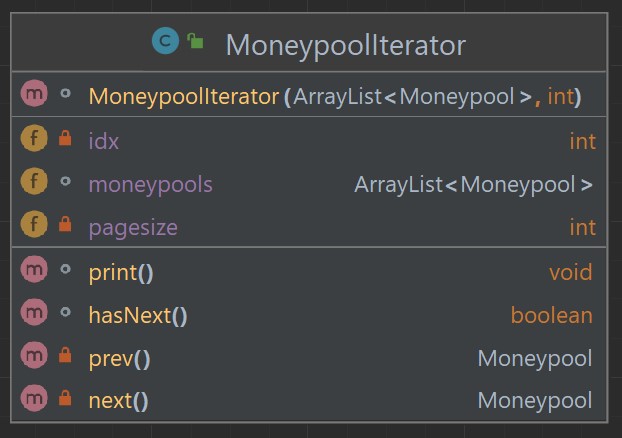 C MoneypoolIterator
m MoneypoolIterator(ArrayList<Moneypool>, int)
f idx int
f moneypools ArrayList<Moneypool>
f pagesize int
m print() void
m hasNext() boolean
m prev() Moneypool
m next() Moneypool